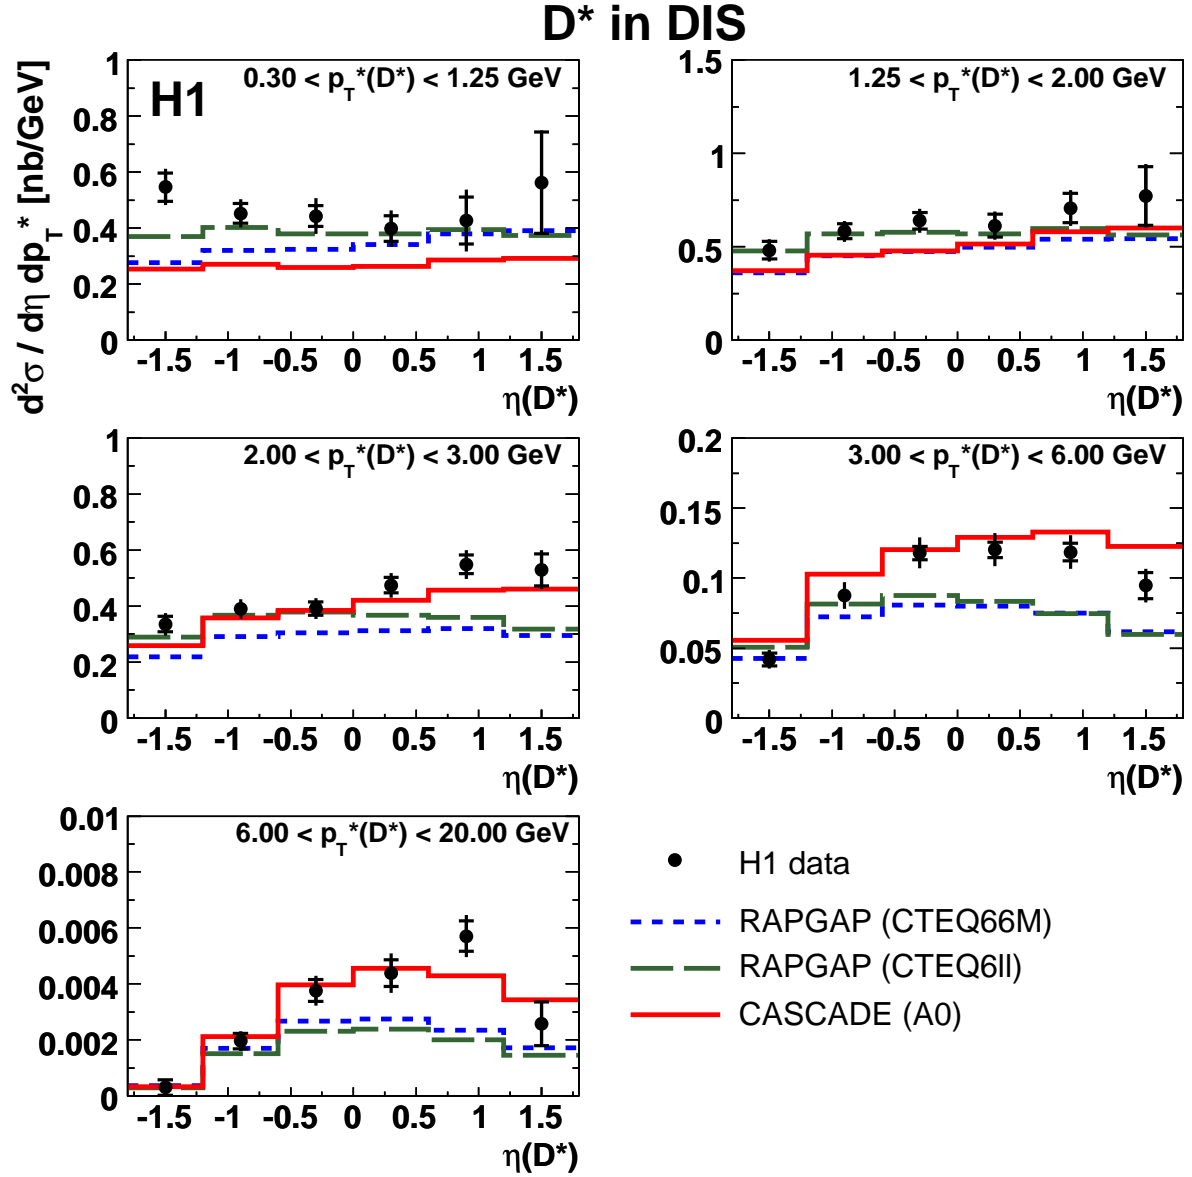 D* in DIS
d²σ / dη dp_T* [nb/GeV]
H1
0.30 < p_T*(D*) < 1.25 GeV
1
0.8
0.6
0.4
0.2
0
-1.5 -1 -0.5 0 0.5 1 1.5
η(D*)
1.25 < p_T*(D*) < 2.00 GeV
1.5
1
0.5
0
-1.5 -1 -0.5 0 0.5 1 1.5
η(D*)
2.00 < p_T*(D*) < 3.00 GeV
1
0.8
0.6
0.4
0.2
0
-1.5 -1 -0.5 0 0.5 1 1.5
η(D*)
3.00 < p_T*(D*) < 6.00 GeV
0.2
0.15
0.1
0.05
0
-1.5 -1 -0.5 0 0.5 1 1.5
η(D*)
6.00 < p_T*(D*) < 20.00 GeV
0.01
0.008
0.006
0.004
0.002
0
-1.5 -1 -0.5 0 0.5 1 1.5
η(D*)
H1 data
RAPGAP (CTEQ66M)
RAPGAP (CTEQ6ll)
CASCADE (A0)